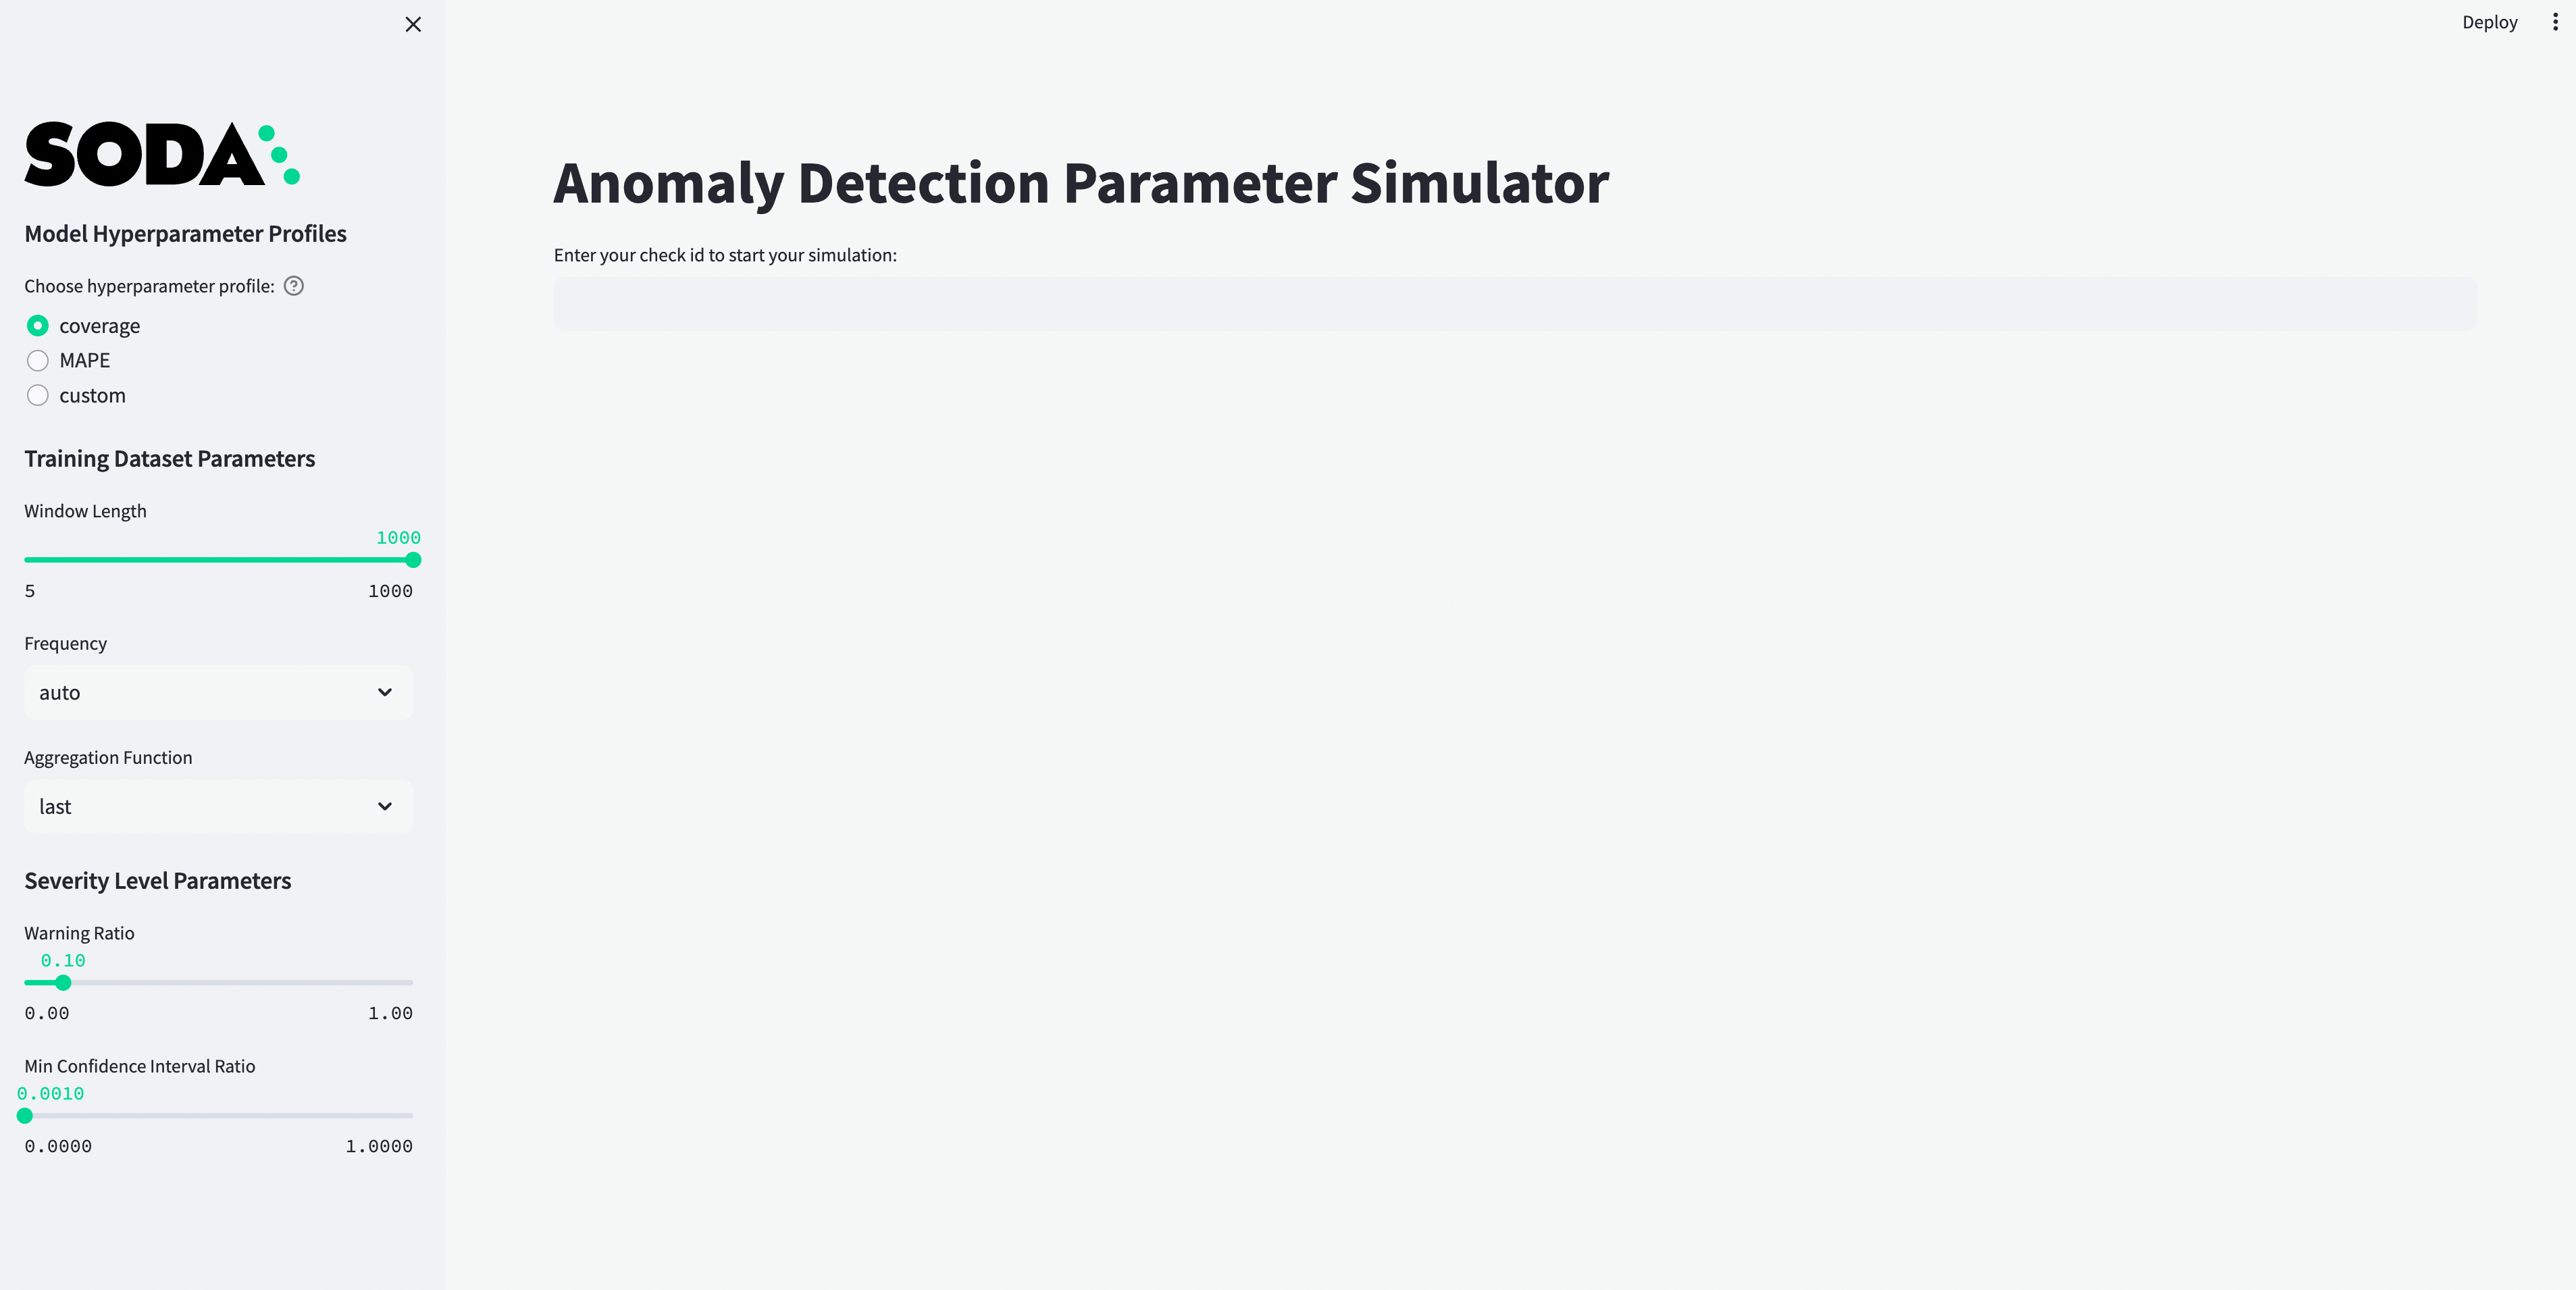 SODA
Model Hyperparameter Profiles
Choose hyperparameter profile:
coverage
MAPE
custom
Training Dataset Parameters
Window Length
1000
5 1000
Frequency
auto
Aggregation Function
last
Severity Level Parameters
Warning Ratio
0.10
0.00 1.00
Min Confidence Interval Ratio
0.0010
0.0000 1.0000
Deploy
Anomaly Detection Parameter Simulator
Enter your check id to start your simulation: